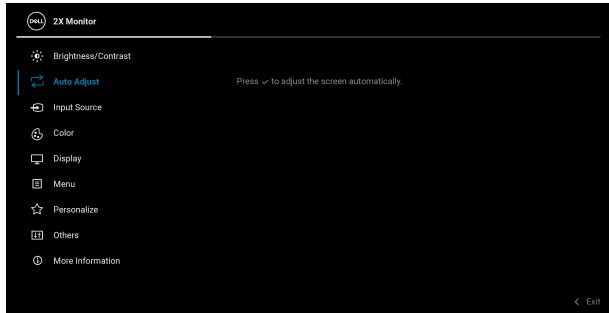 DELL 2X Monitor
Brightness/Contrast
Auto Adjust
Press ✓ to adjust the screen automatically.
Input Source
Color
Display
Menu
Personalize
Others
More Information
< Exit